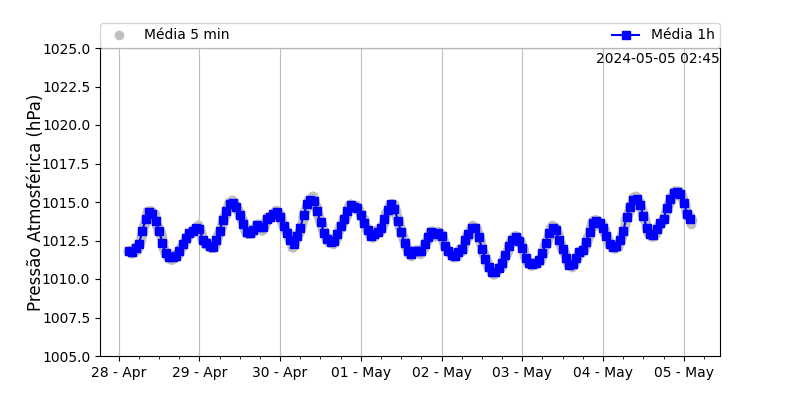 Média 5 min
Média 1h
2024-05-05 02:45
Pressão Atmosférica (hPa)
1025.0
1022.5
1020.0
1017.5
1015.0
1012.5
1010.0
1007.5
1005.0
28 - Apr
29 - Apr
30 - Apr
01 - May
02 - May
03 - May
04 - May
05 - May